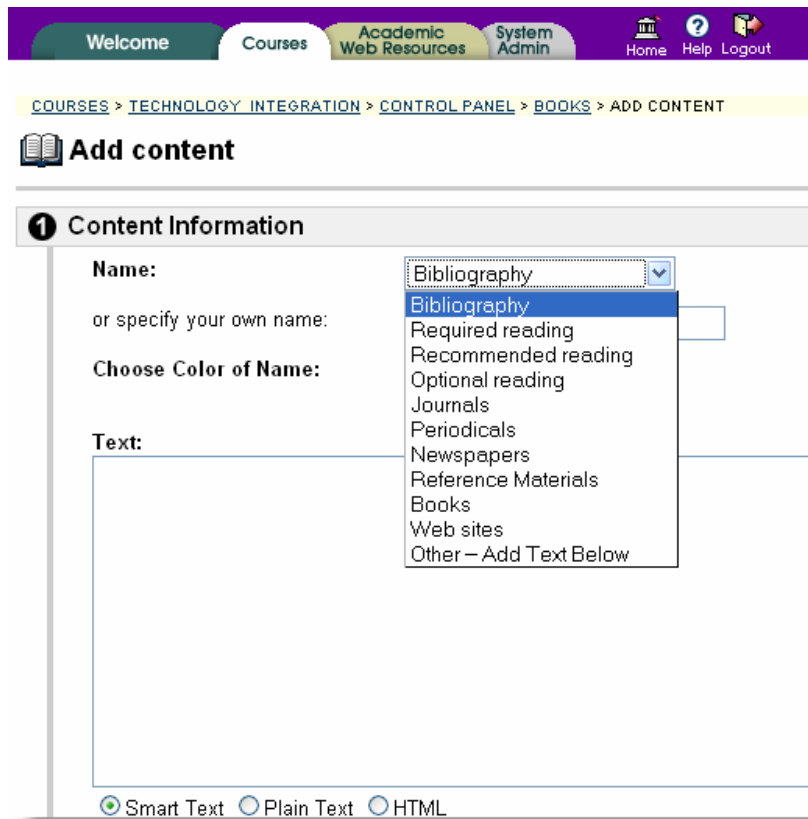 Welcome Courses Academic Web Resources System Admin Home Help Logout
COURSES > TECHNOLOGY INTEGRATION > CONTROL PANEL > BOOKS > ADD CONTENT
Add content
1 Content Information
Name: Bibliography
Bibliography
or specify your own name:
Required reading
Recommended reading
Choose Color of Name:
Optional reading
Journals
Periodicals
Text:
Newspapers
Reference Materials
Books
Web sites
Other – Add Text Below
Smart Text Plain Text HTML